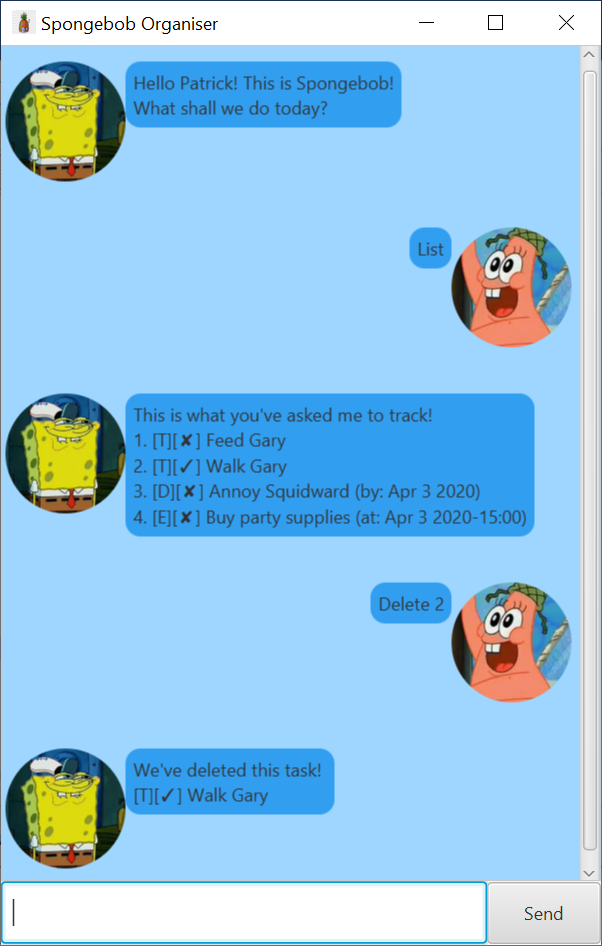 Spongebob Organiser
Hello Patrick! This is Spongebob!
What shall we do today?
List
This is what you've asked me to track!
1. [T][✘] Feed Gary
2. [T][✓] Walk Gary
3. [D][✘] Annoy Squidward (by: Apr 3 2020)
4. [E][✘] Buy party supplies (at: Apr 3 2020-15:00)
Delete 2
We've deleted this task!
[T][✓] Walk Gary
Send